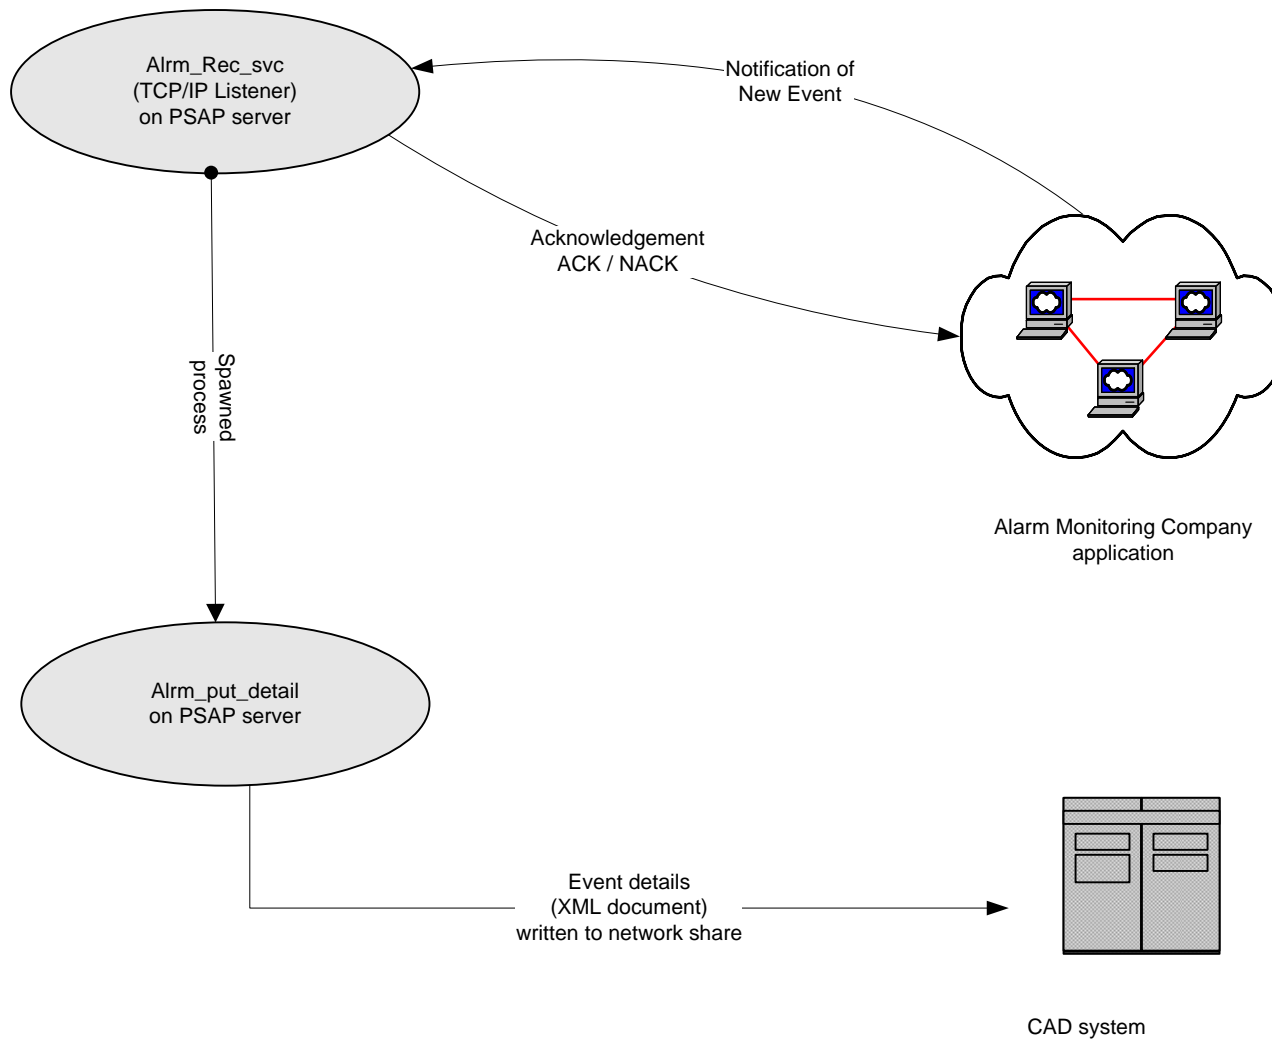 Alrm_Rec_svc
(TCP/IP Listener)
on PSAP server
Notification of
New Event
Acknowledgement
ACK / NACK
Spawned
process
Alarm Monitoring Company
application
Alrm_put_detail
on PSAP server
Event details
(XML document)
written to network share
CAD system